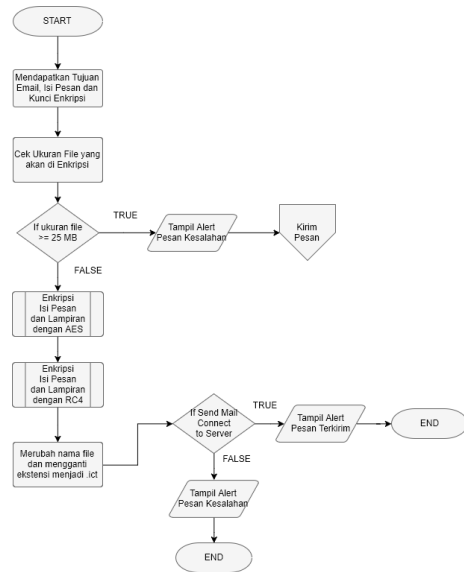 START
Mendapatkan Tujuan
Email, Isi Pesan dan
Kunci Enkripsi
Cek Ukuran File yang
akan di Enkripsi
If ukuran file
>= 25 MB
TRUE
Tampil Alert
Pesan Kesalahan
Kirim
Pesan
FALSE
Enkripsi
Isi Pesan
dan Lampiran
dengan AES
Enkripsi
Isi Pesan
dan Lampiran
dengan RC4
Merubah nama file
dan mengganti
ekstensi menjadi .ict
If Send Mail
Connect
to Server
TRUE
Tampil Alert
Pesan Terkirim
END
FALSE
Tampil Alert
Pesan Kesalahan
END